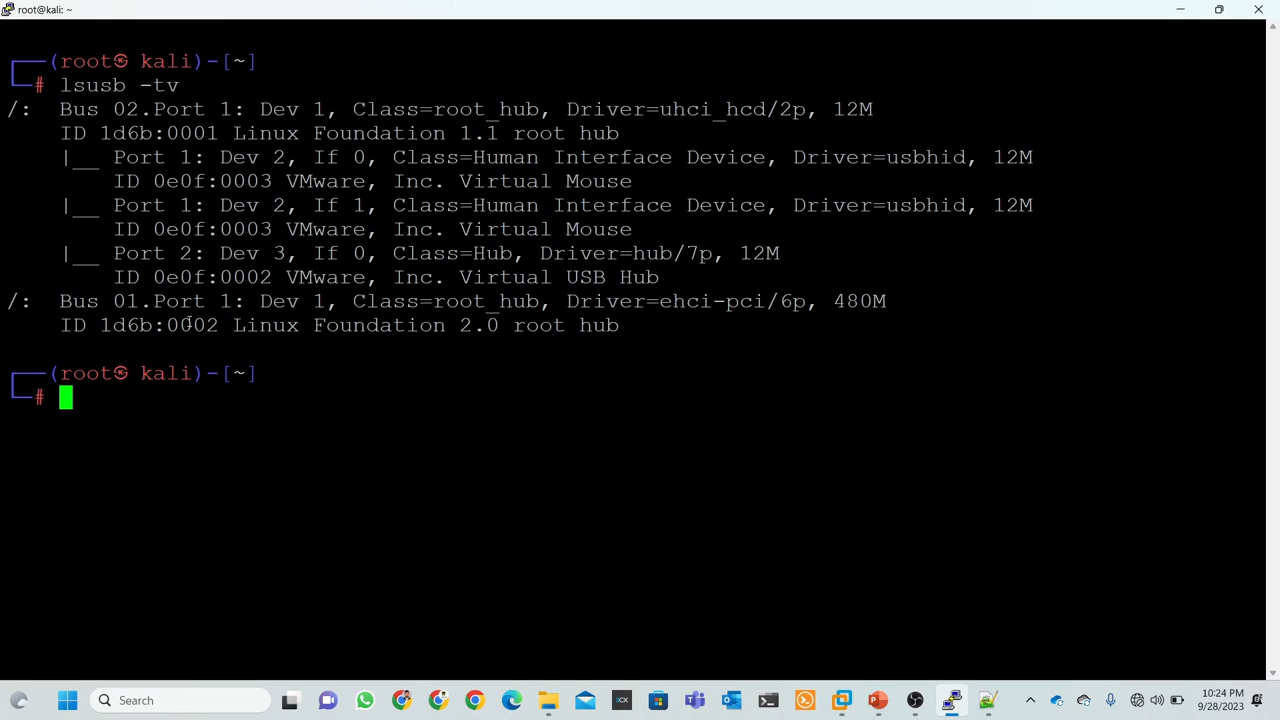 root@kali: ~
┌──(root㉿ kali)-[~]
└─# lsusb -tv
/:  Bus 02.Port 1: Dev 1, Class=root_hub, Driver=uhci_hcd/2p, 12M
    ID 1d6b:0001 Linux Foundation 1.1 root hub
    |__ Port 1: Dev 2, If 0, Class=Human Interface Device, Driver=usbhid, 12M
        ID 0e0f:0003 VMware, Inc. Virtual Mouse
    |__ Port 1: Dev 2, If 1, Class=Human Interface Device, Driver=usbhid, 12M
        ID 0e0f:0003 VMware, Inc. Virtual Mouse
    |__ Port 2: Dev 3, If 0, Class=Hub, Driver=hub/7p, 12M
        ID 0e0f:0002 VMware, Inc. Virtual USB Hub
/:  Bus 01.Port 1: Dev 1, Class=root_hub, Driver=ehci-pci/6p, 480M
    ID 1d6b:0002 Linux Foundation 2.0 root hub
┌──(root㉿ kali)-[~]
└─#
Search
10:24 PM
9/28/2023